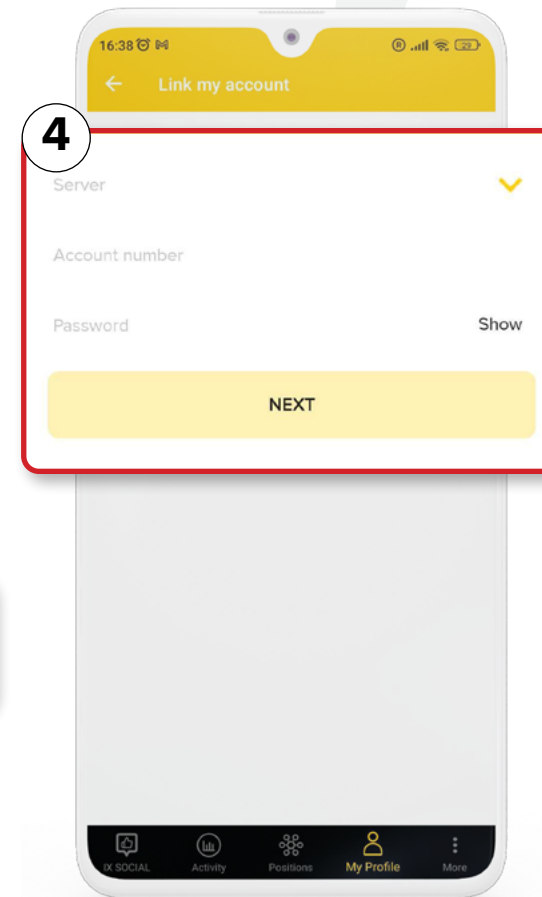 16:38
29
Link my account
4
Server
Account number
Password Show
NEXT
IX SOCIAL Activity Positions My Profile More